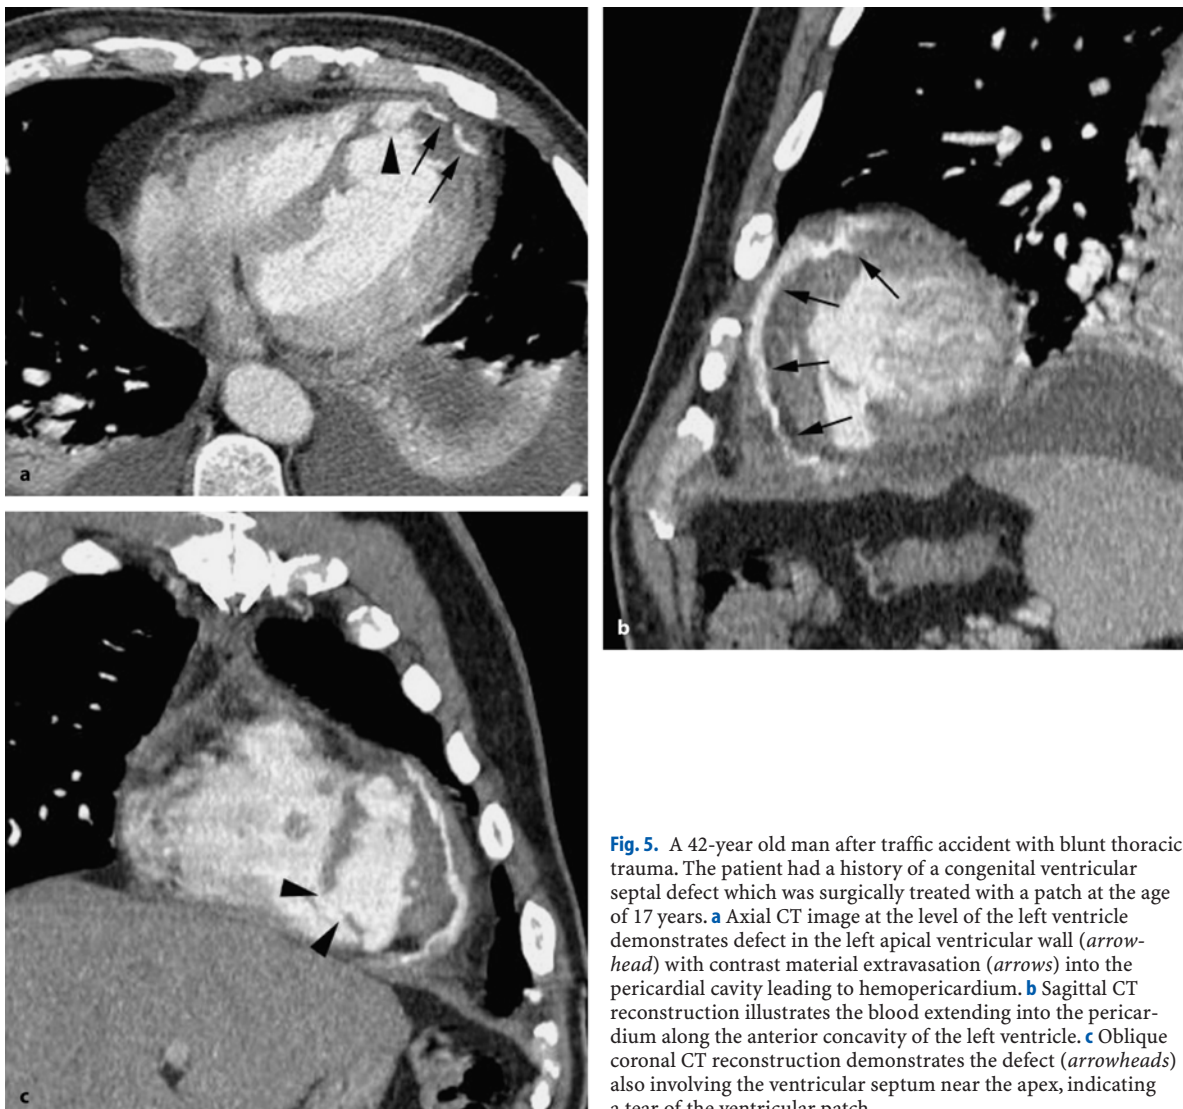 a
b
c
Fig. 5. A 42-year old man after traffic accident with blunt thoracic
trauma. The patient had a history of a congenital ventricular
septal defect which was surgically treated with a patch at the age
of 17 years. a Axial CT image at the level of the left ventricle
demonstrates defect in the left apical ventricular wall (arrow-
head) with contrast material extravasation (arrows) into the
pericardial cavity leading to hemopericardium. b Sagittal CT
reconstruction illustrates the blood extending into the pericar-
dium along the anterior concavity of the left ventricle. c Oblique
coronal CT reconstruction demonstrates the defect (arrowheads)
also involving the ventricular septum near the apex, indicating
a tear of the ventricular patch